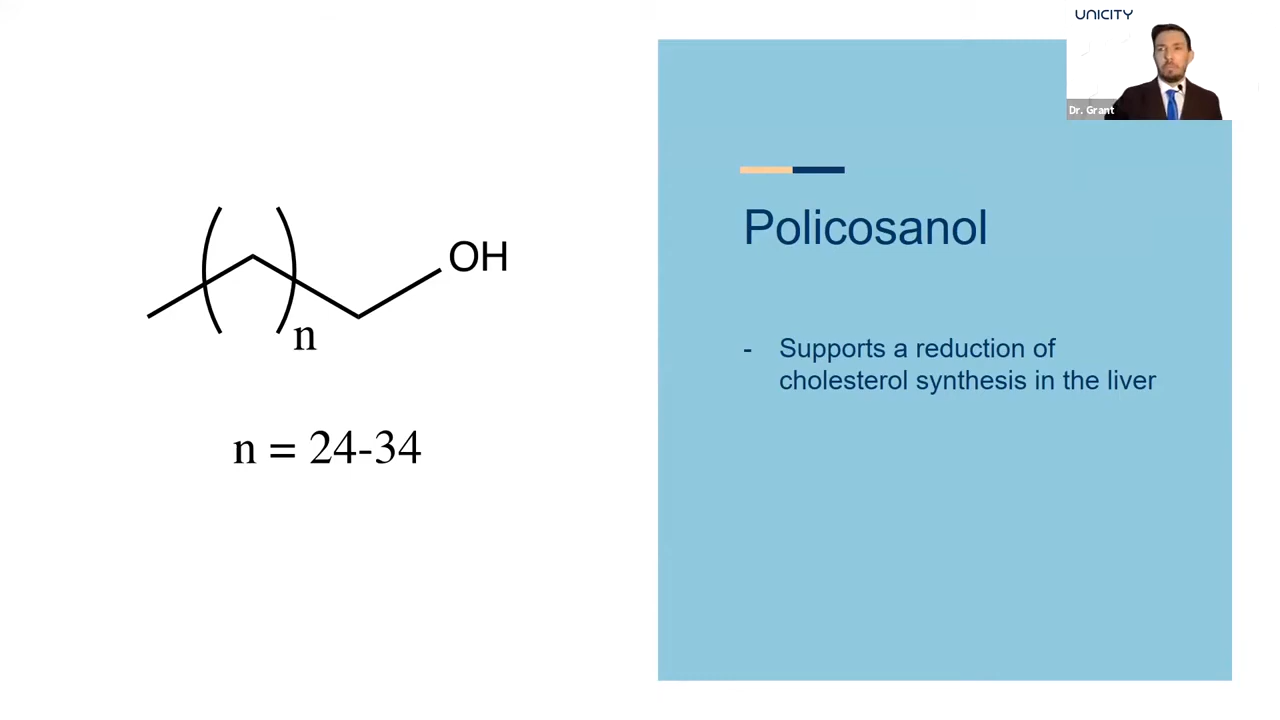 UNICITY
Dr. Grant
OH
n
n = 24-34
Policosanol
- Supports a reduction of
cholesterol synthesis in the liver